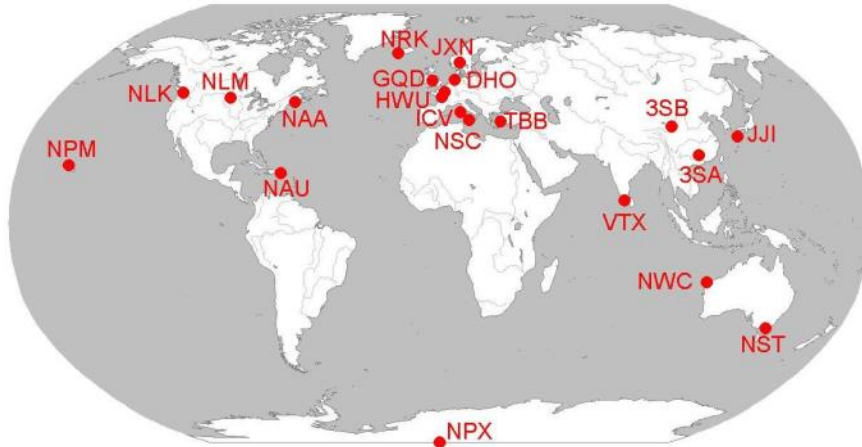 NRK
JXN
GQD
DHO
NLK
NLM
HWU
NAA
ICV
TBB
3SB
NSC
JJI
NPM
3SA
NAU
VTX
NWC
NST
NPX